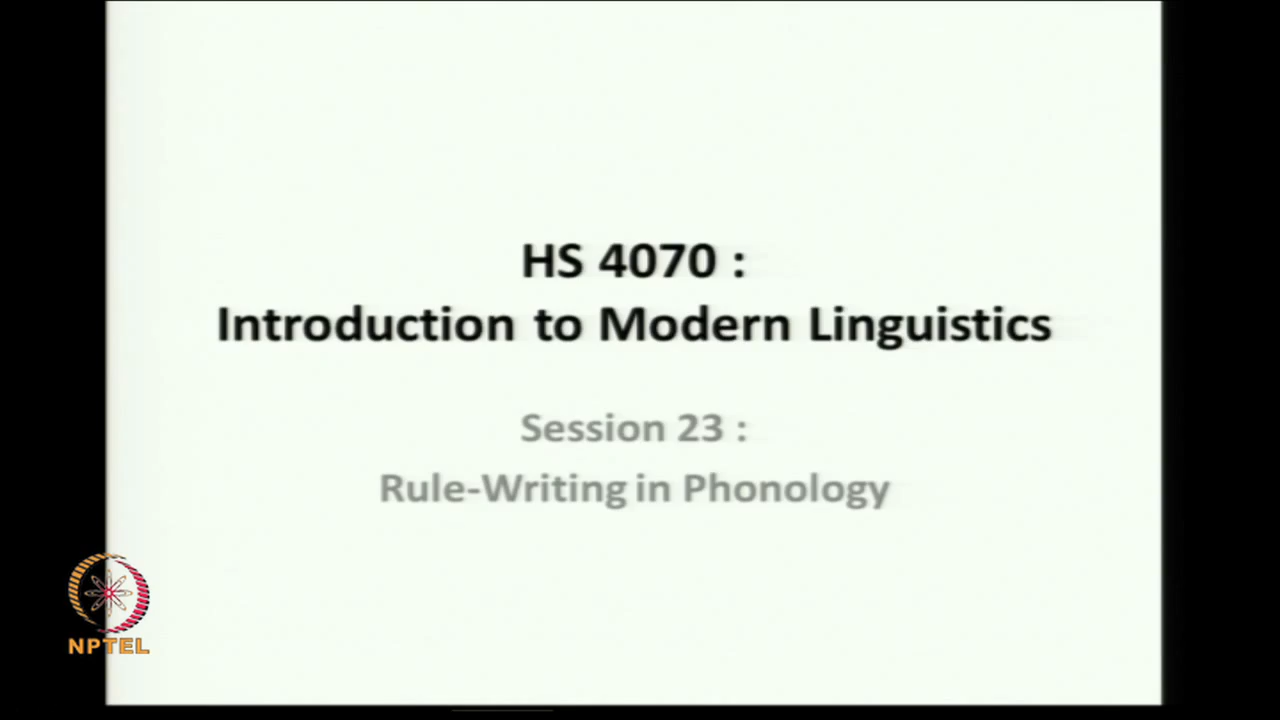 HS 4070 :
Introduction to Modern Linguistics
Session 23 :
Rule-Writing in Phonology
NPTEL